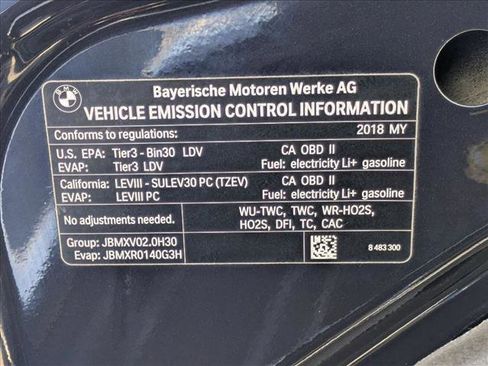 BMW
Bayerische Motoren Werke AG
VEHICLE EMISSION CONTROL INFORMATION
Conforms to regulations: 2018 MY
U.S. EPA: Tier3 - Bin30 LDV CA OBD II
EVAP: Tier3 LDV Fuel: electricity Li+ gasoline
California: LEVIII - SULEV30 PC (TZEV) CA OBD II
EVAP: LEVIII PC Fuel: electricity Li+ gasoline
No adjustments needed. WU-TWC, TWC, WR-HO2S,
HO2S, DFI, TC, CAC
Group: JBMXV02.0H30
Evap: JBMXR0140G3H
8 483 300